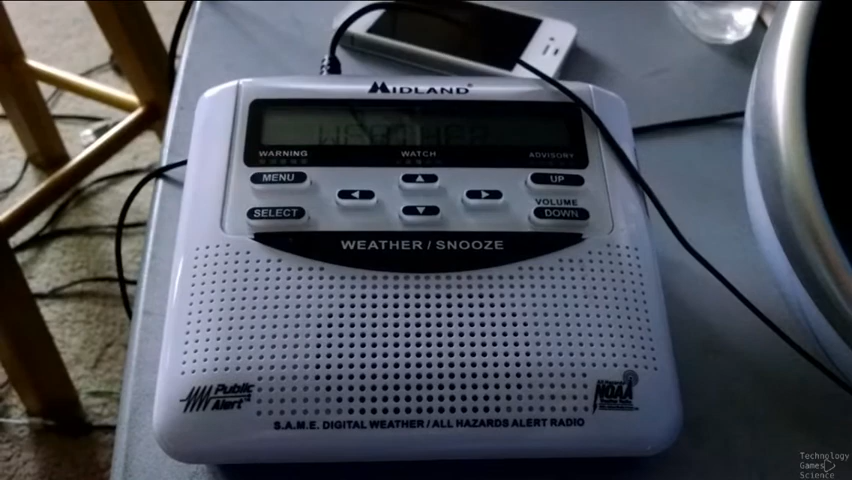 MIDLAND
WEATHER
WARNING
WATCH
ADVISORY
MENU
UP
VOLUME
SELECT
DOWN
WEATHER / SNOOZE
Public
Alert
NOAA
S.A.M.E. DIGITAL WEATHER / ALL HAZARDS ALERT RADIO
Technology
Games
Science